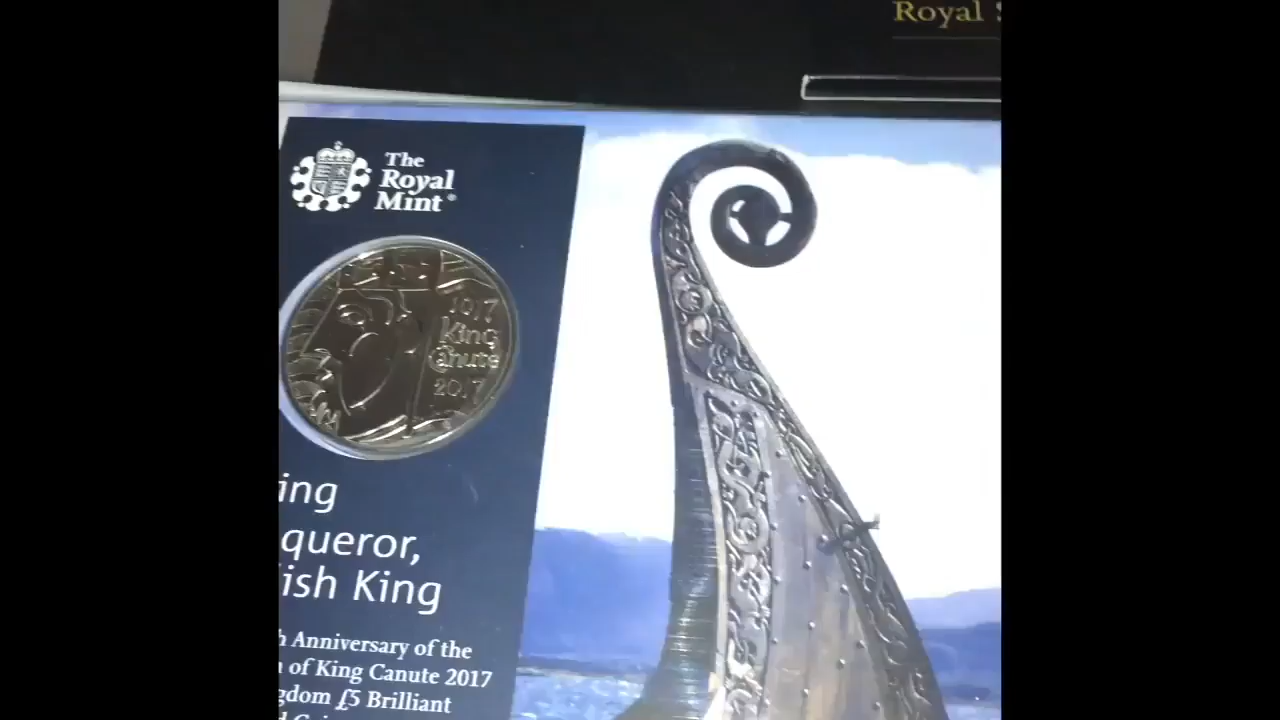 Royal
The
Royal
Mint
1017
King
Canute
2017
ing
queror,
ish King
Anniversary of the
of King Canute 2017
gdom £5 Brilliant